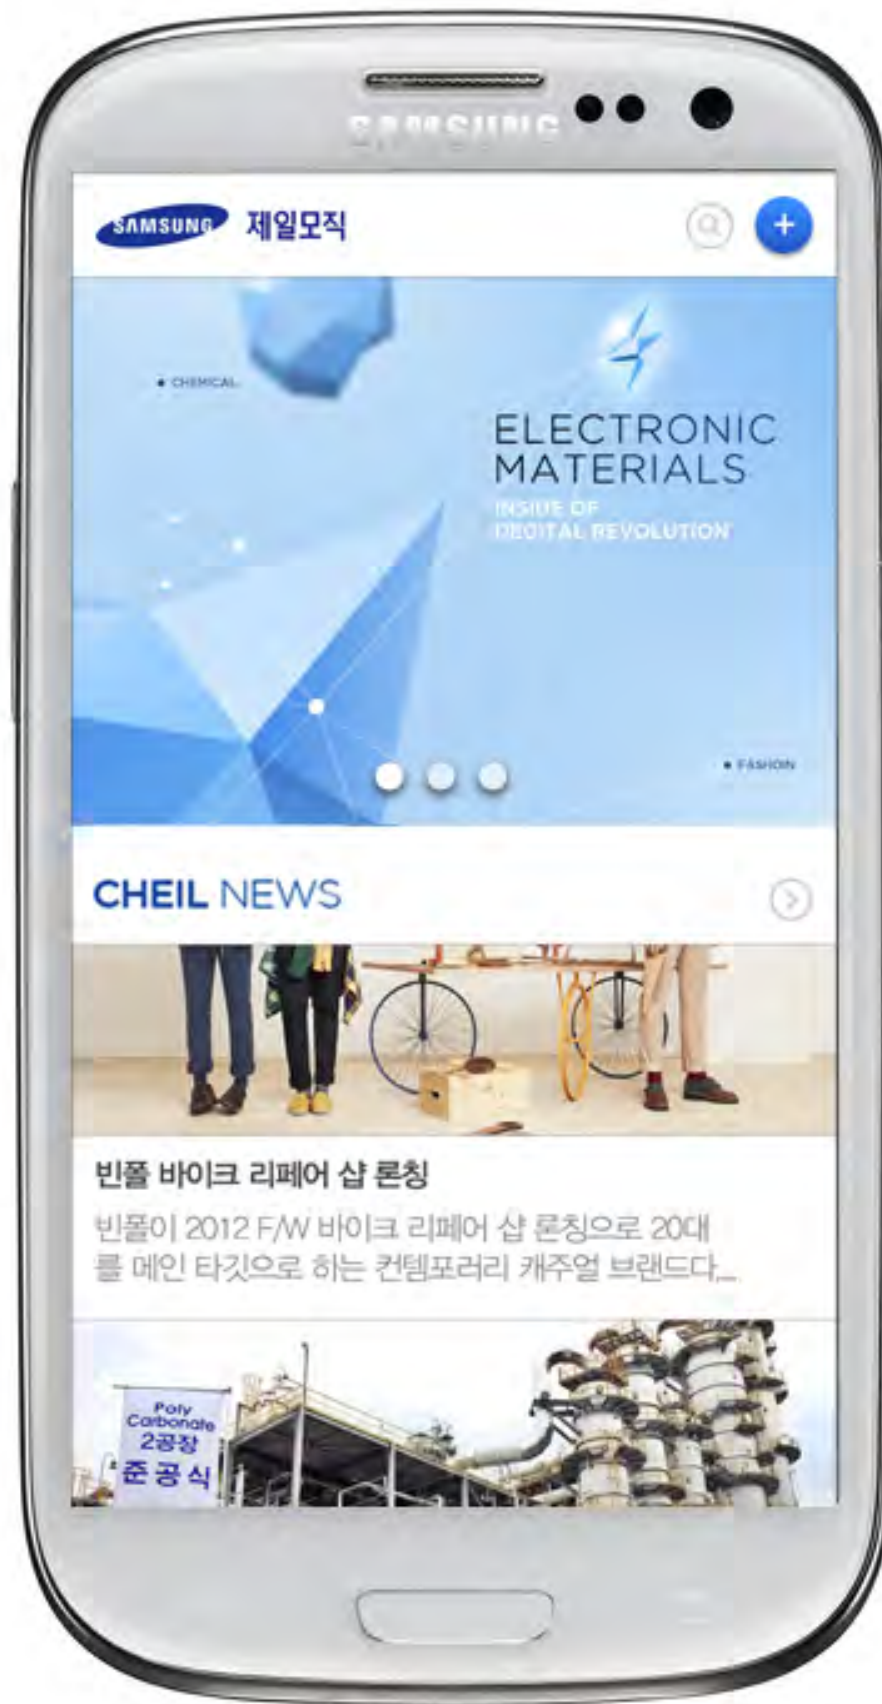 SAMSUNG
SAMSUNG 제일모직
CHEMICAL
ELECTRONIC
MATERIALS
INSIDE OF
DEGITAL REVOLUTION
FASHOIN
CHEIL NEWS
빈폴 바이크 리페어 샵 론칭
빈폴이 2012 F/W 바이크 리페어 샵 론칭으로 20대
를 메인 타깃으로 하는 컨템포러리 캐주얼 브랜드다...
Poly
Carbonate
2공장
준공식